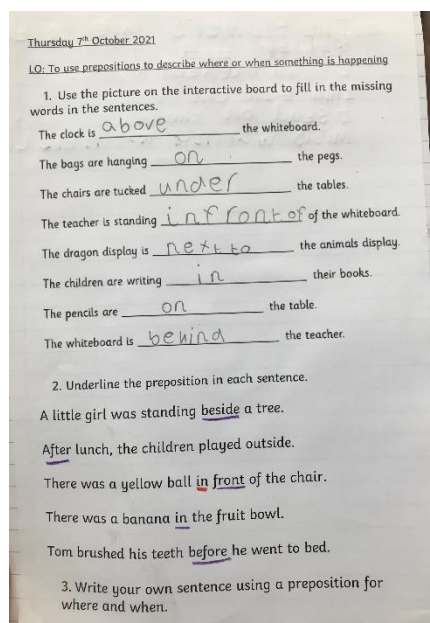 Thursday 7th October 2021
LO: To use prepositions to describe where or when something is happening
1. Use the picture on the interactive board to fill in the missing
words in the sentences.
The clock is above the whiteboard.
The bags are hanging on the pegs.
The chairs are tucked under the tables.
The teacher is standing in front of of the whiteboard.
The dragon display is next to the animals display.
The children are writing in their books.
The pencils are on the table.
The whiteboard is behind the teacher.
2. Underline the preposition in each sentence.
A little girl was standing beside a tree.
After lunch, the children played outside.
There was a yellow ball in front of the chair.
There was a banana in the fruit bowl.
Tom brushed his teeth before he went to bed.
3. Write your own sentence using a preposition for
where and when.